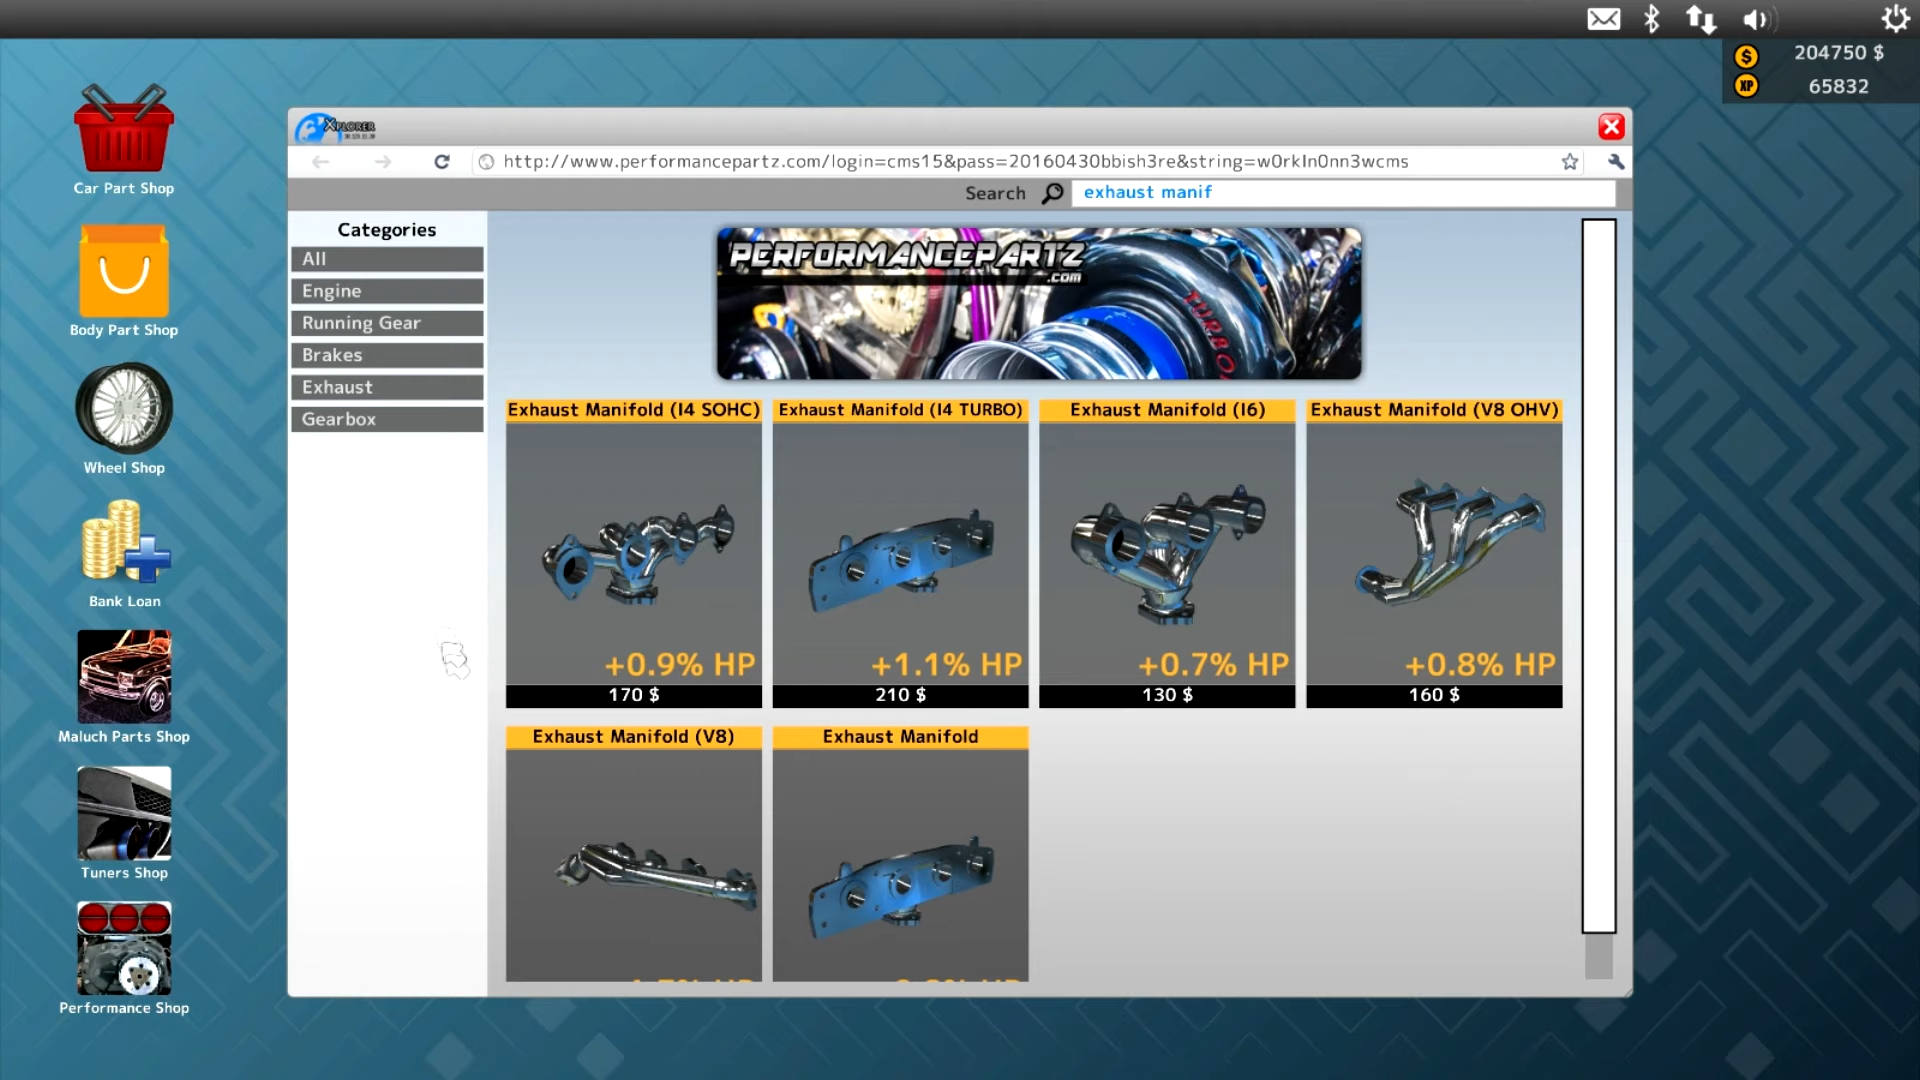 204750 $
XP 65832
Car Part Shop
Body Part Shop
Wheel Shop
Bank Loan
Maluch Parts Shop
Tuners Shop
Performance Shop
XPLORER
http://www.performancepartz.com/login=cms15&pass=20160430bbish3re&string=w0rkIn0nn3wcms
Search exhaust manif
Categories
All
Engine
Running Gear
Brakes
Exhaust
Gearbox
PERFORMANCEPARTZ
.com
TURBO
Exhaust Manifold (I4 SOHC)
+0.9% HP
170 $
Exhaust Manifold (I4 TURBO)
+1.1% HP
210 $
Exhaust Manifold (I6)
+0.7% HP
130 $
Exhaust Manifold (V8 OHV)
+0.8% HP
160 $
Exhaust Manifold (V8)
Exhaust Manifold